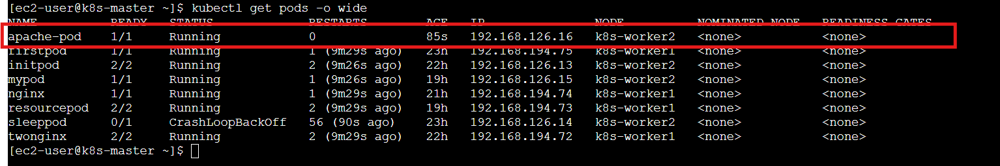 [ec2-user@k8s-master ~]$ kubectl get pods -o wide
NAME READY STATUS RESTARTS AGE IP NODE NOMINATED NODE READINESS GATES
apache-pod 1/1 Running 0 85s 192.168.126.16 k8s-worker2 <none> <none>
firstpod 1/1 Running 1 (9m29s ago) 23h 192.168.194.75 k8s-worker1 <none> <none>
initpod 2/2 Running 2 (9m26s ago) 22h 192.168.126.13 k8s-worker2 <none> <none>
mypod 1/1 Running 1 (9m26s ago) 19h 192.168.126.15 k8s-worker2 <none> <none>
nginx 1/1 Running 1 (9m29s ago) 21h 192.168.194.74 k8s-worker1 <none> <none>
resourcepod 2/2 Running 2 (9m29s ago) 19h 192.168.194.73 k8s-worker1 <none> <none>
sleeppod 0/1 CrashLoopBackOff 56 (90s ago) 23h 192.168.126.14 k8s-worker2 <none> <none>
twonginx 2/2 Running 2 (9m29s ago) 22h 192.168.194.72 k8s-worker1 <none> <none>
[ec2-user@k8s-master ~]$